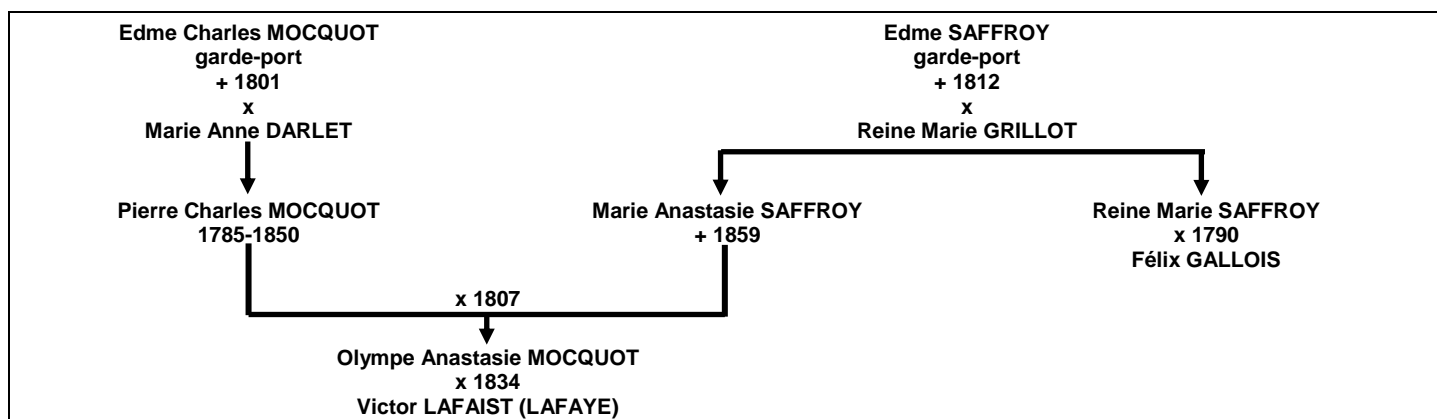 Edme Charles MOCQUOT
garde-port
+ 1801
x
Marie Anne DARLET
Edme SAFFROY
garde-port
+ 1812
x
Reine Marie GRILLOT
Pierre Charles MOCQUOT
1785-1850
Marie Anastasie SAFFROY
+ 1859
Reine Marie SAFFROY
x 1790
Félix GALLOIS
x 1807
Olympe Anastasie MOCQUOT
x 1834
Victor LAFAIST (LAFAYE)